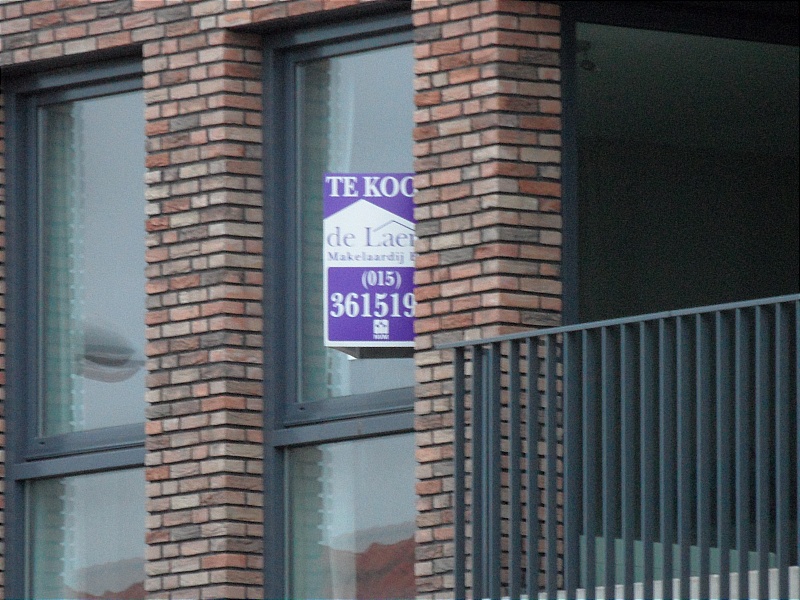 TE KOO
de Laer
Makelaardij
(015)
361519